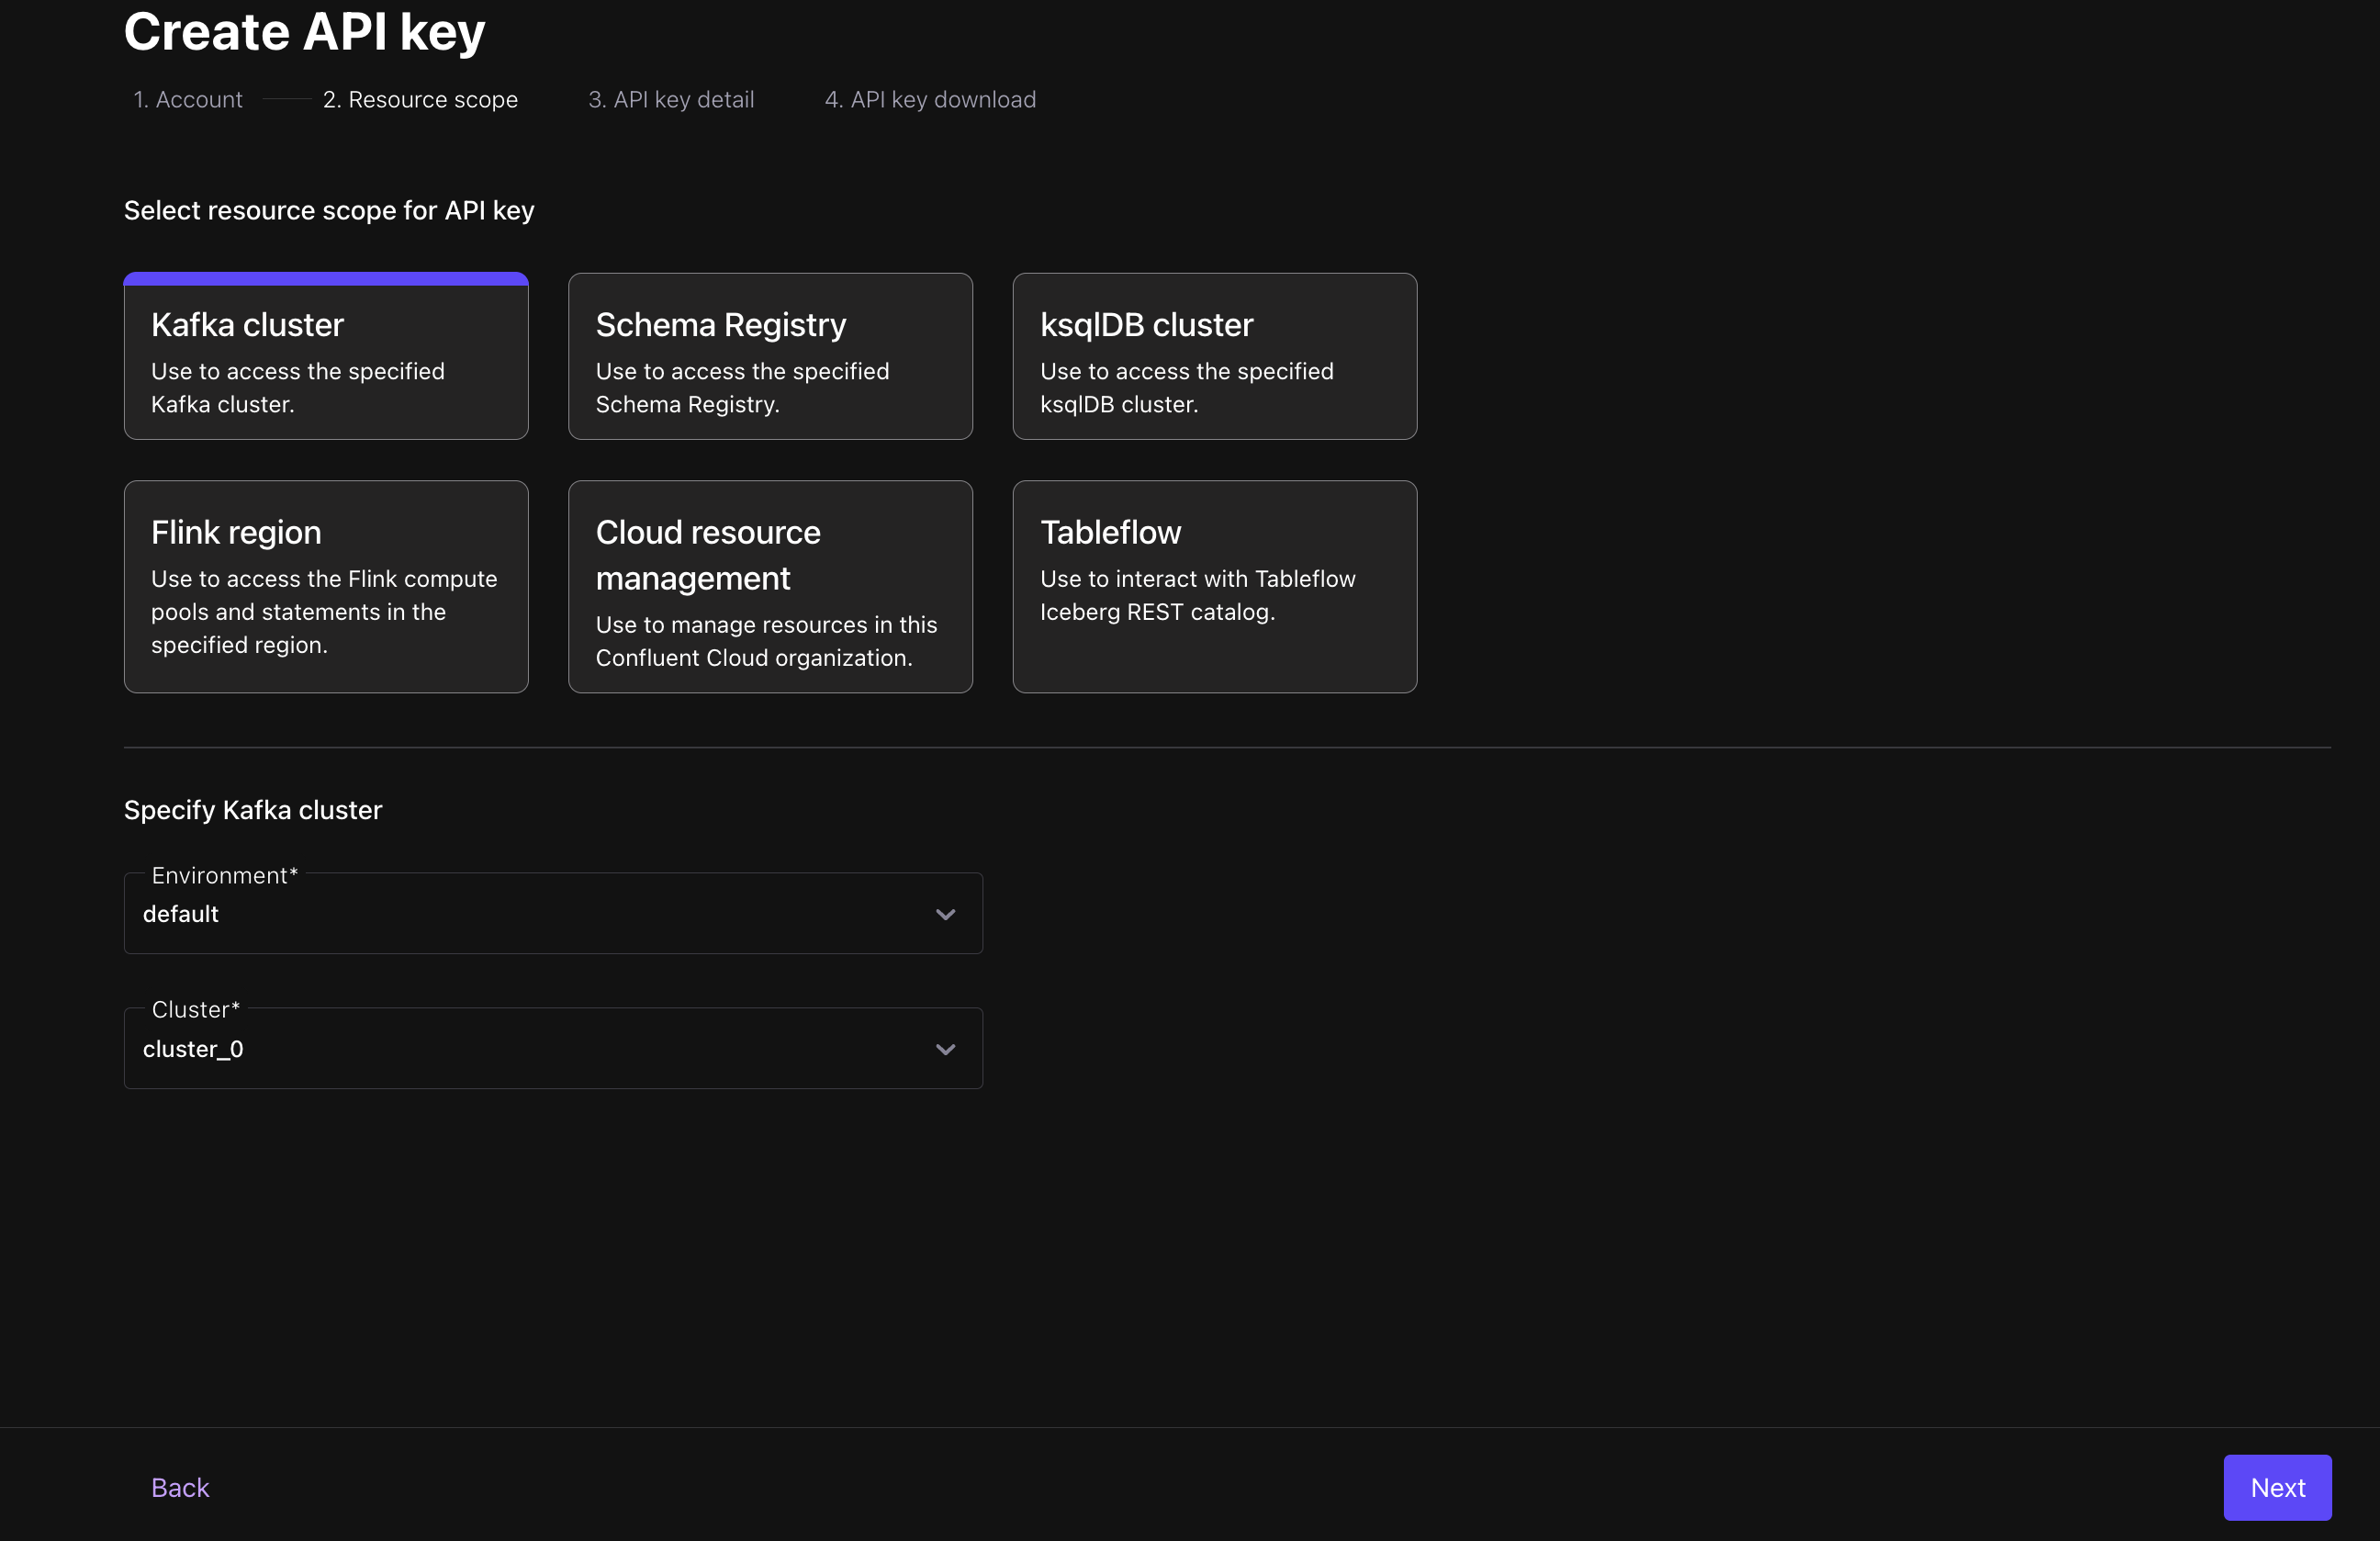 Create API key
1. Account
2. Resource scope
3. API key detail
4. API key download
Select resource scope for API key
Kafka cluster
Use to access the specified
Kafka cluster.
Schema Registry
Use to access the specified
Schema Registry.
ksqlDB cluster
Use to access the specified
ksqlDB cluster.
Flink region
Use to access the Flink compute
pools and statements in the
specified region.
Cloud resource
management
Use to manage resources in this
Confluent Cloud organization.
Tableflow
Use to interact with Tableflow
Iceberg REST catalog.
Specify Kafka cluster
Environment*
default
Cluster*
cluster_0
Back
Next